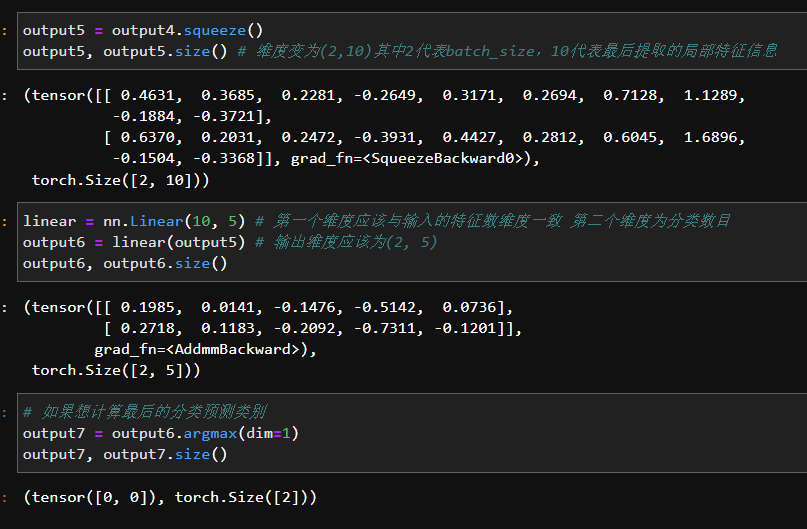 : output5 = output4.squeeze()
output5, output5.size() # 维度变为(2,10)其中2代表batch_size，10代表最后提取的局部特征信息
: (tensor([[ 0.4631,  0.3685,  0.2281, -0.2649,  0.3171,  0.2694,  0.7128,  1.1289,
-0.1884, -0.3721],
[ 0.6370,  0.2031,  0.2472, -0.3931,  0.4427,  0.2812,  0.6045,  1.6896,
-0.1504, -0.3368]], grad_fn=<SqueezeBackward0>),
torch.Size([2, 10]))
: linear = nn.Linear(10, 5) # 第一个维度应该与输入的特征数维度一致 第二个维度为分类数目
output6 = linear(output5) # 输出维度应该为(2, 5)
output6, output6.size()
: (tensor([[ 0.1985,  0.0141, -0.1476, -0.5142,  0.0736],
[ 0.2718,  0.1183, -0.2092, -0.7311, -0.1201]],
grad_fn=<AddmmBackward>),
torch.Size([2, 5]))
: # 如果想计算最后的分类预测类别
output7 = output6.argmax(dim=1)
output7, output7.size()
: (tensor([0, 0]), torch.Size([2]))